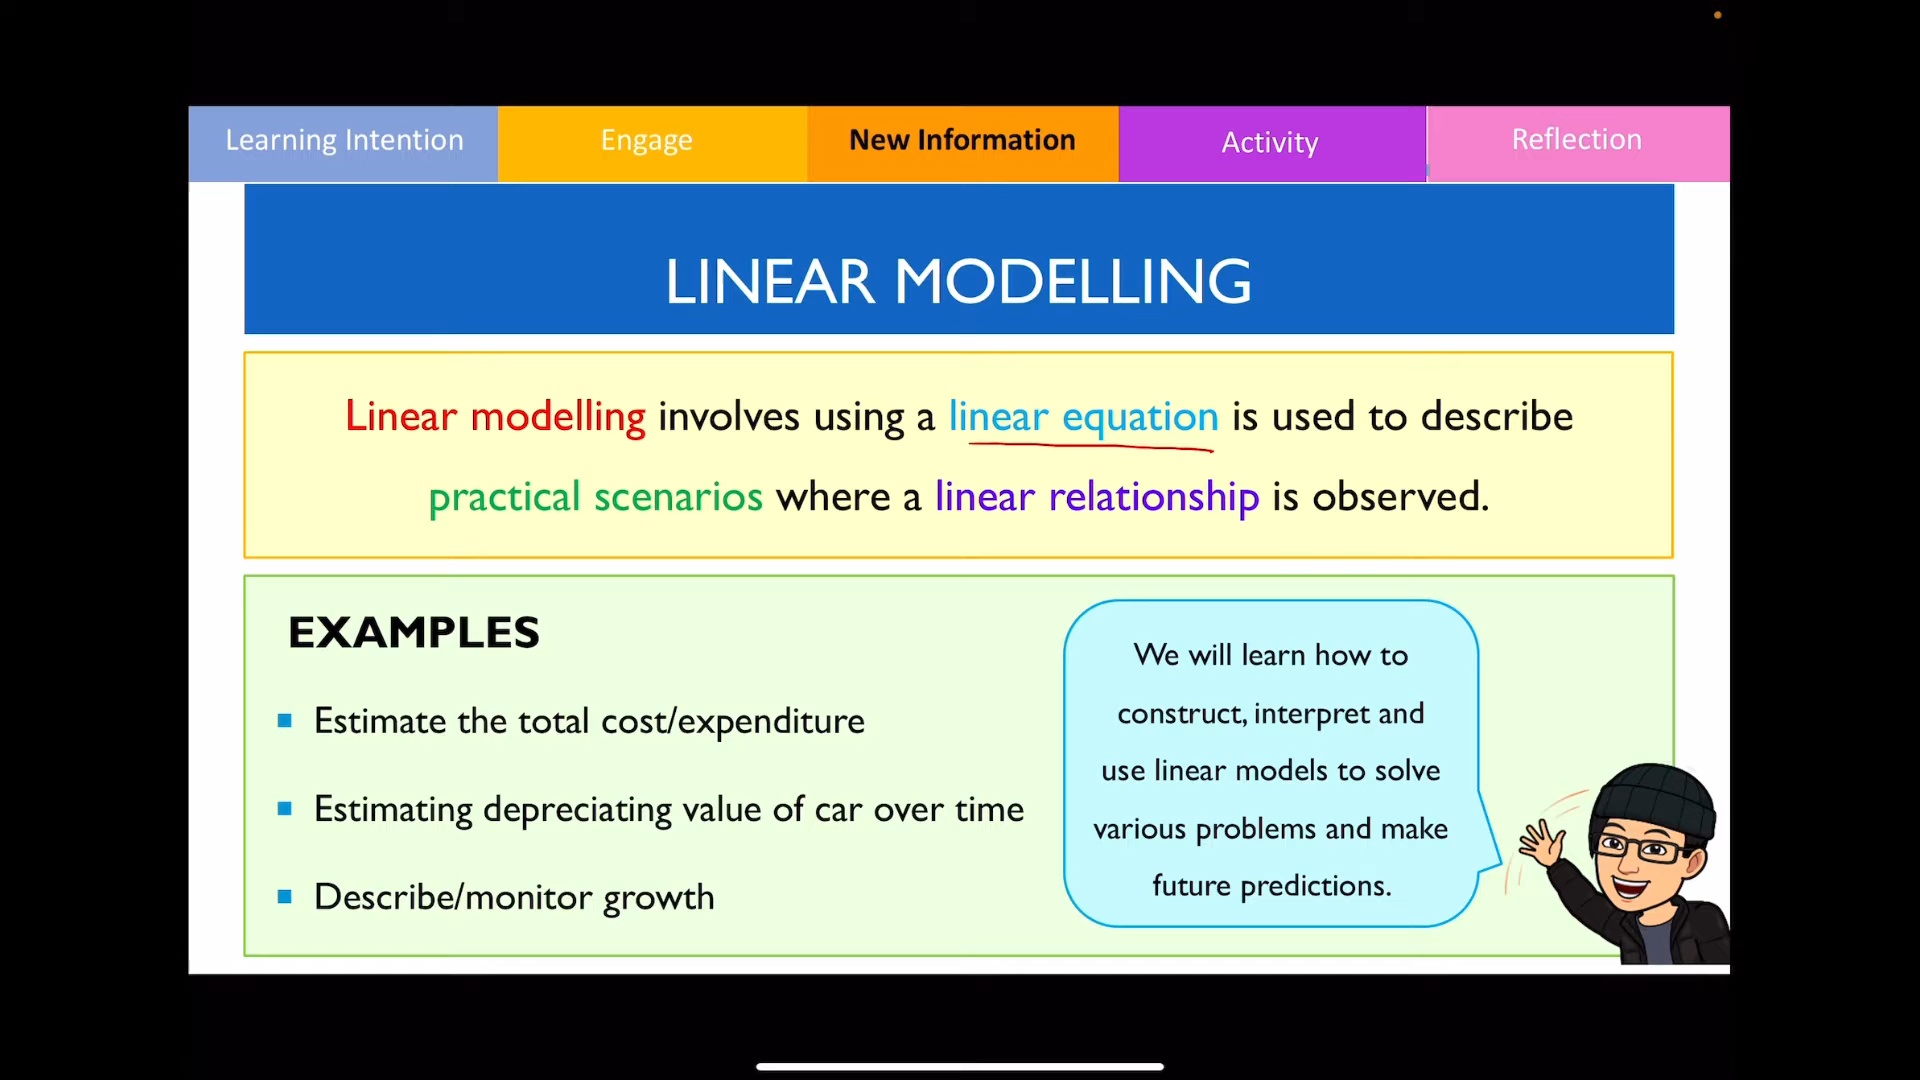 Learning Intention
Engage
New Information
Activity
Reflection
LINEAR MODELLING
Linear modelling involves using a linear equation is used to describe
practical scenarios where a linear relationship is observed.
EXAMPLES
Estimate the total cost/expenditure
Estimating depreciating value of car over time
Describe/monitor growth
We will learn how to
construct, interpret and
use linear models to solve
various problems and make
future predictions.